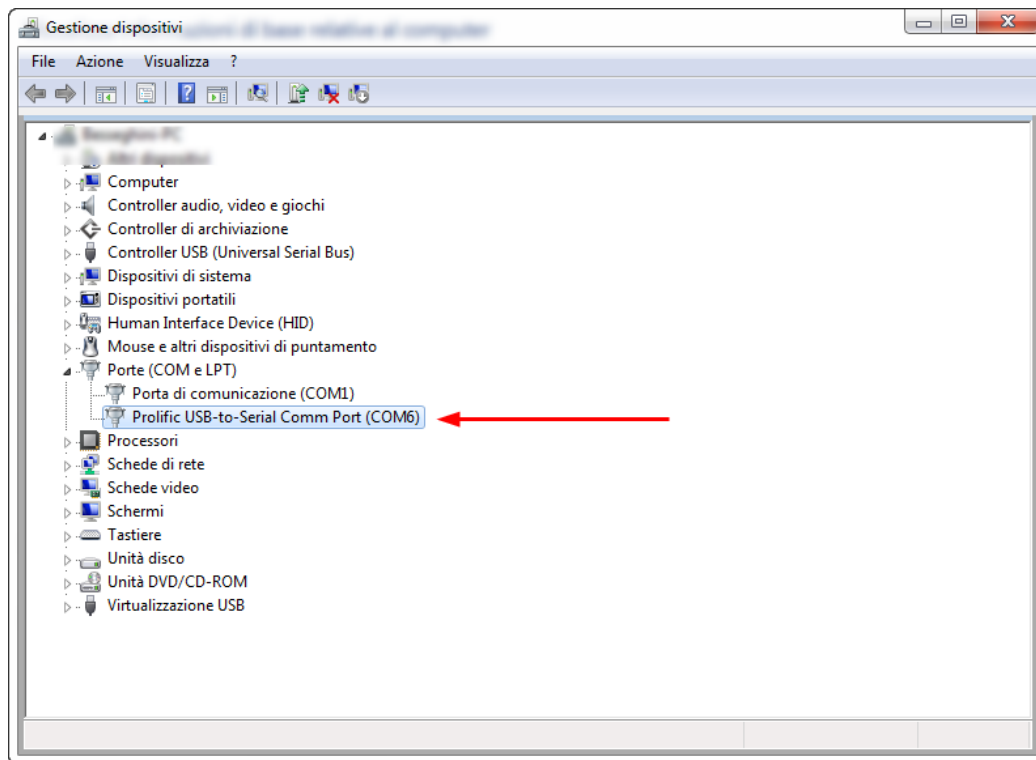 Gestione dispositivi
File Azione Visualizza ?
Computer
Controller audio, video e giochi
Controller di archiviazione
Controller USB (Universal Serial Bus)
Dispositivi di sistema
Dispositivi portatili
Human Interface Device (HID)
Mouse e altri dispositivi di puntamento
Porte (COM e LPT)
Porta di comunicazione (COM1)
Prolific USB-to-Serial Comm Port (COM6)
Processori
Schede di rete
Schede video
Schermi
Tastiere
Unità disco
Unità DVD/CD-ROM
Virtualizzazione USB